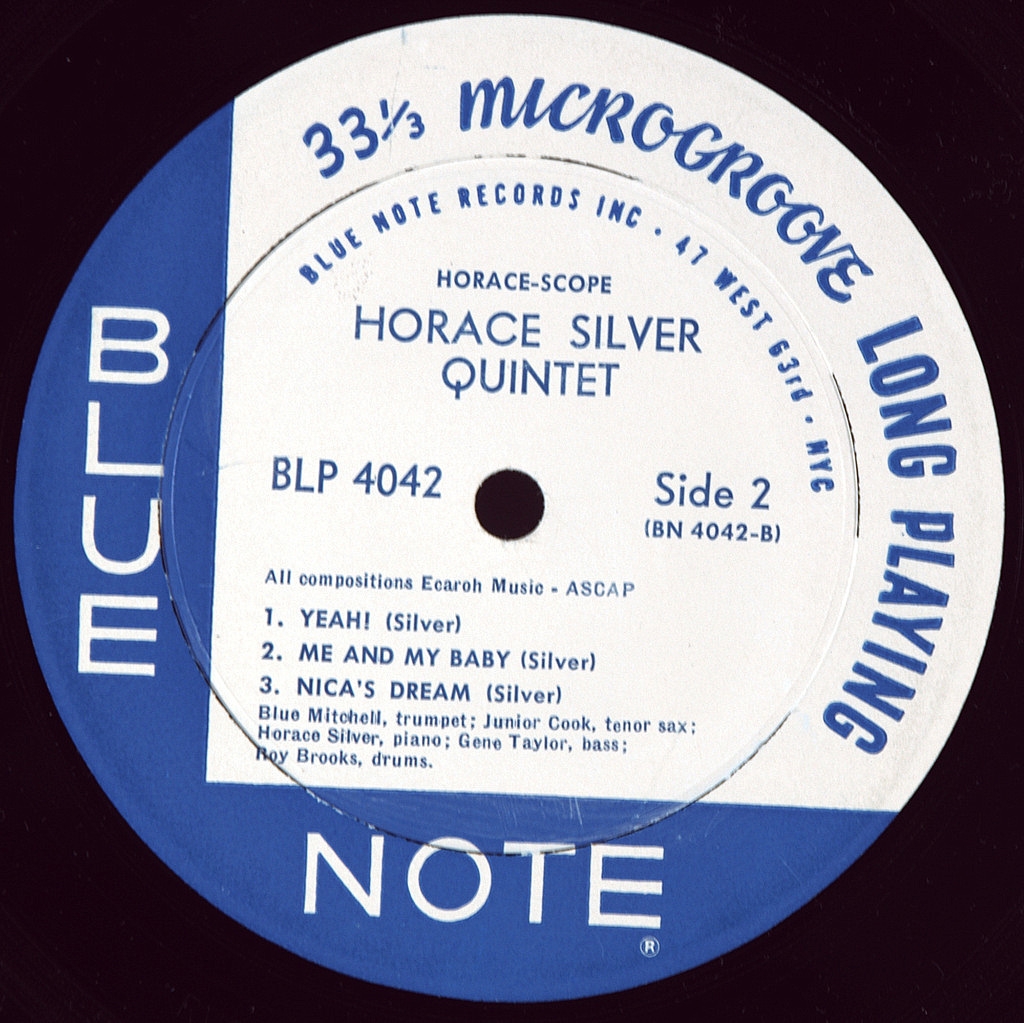 33⅓ MICROGROOVE LONG PLAYING
BLUE NOTE RECORDS INC · 47 WEST 63rd · NYC
HORACE-SCOPE
HORACE SILVER
QUINTET
BLP 4042
Side 2
(BN 4042-B)
All compositions Ecaroh Music - ASCAP
1. YEAH! (Silver)
2. ME AND MY BABY (Silver)
3. NICA'S DREAM (Silver)
Blue Mitchell, trumpet; Junior Cook, tenor sax;
Horace Silver, piano; Gene Taylor, bass;
Roy Brooks, drums.
BLUE
NOTE
®